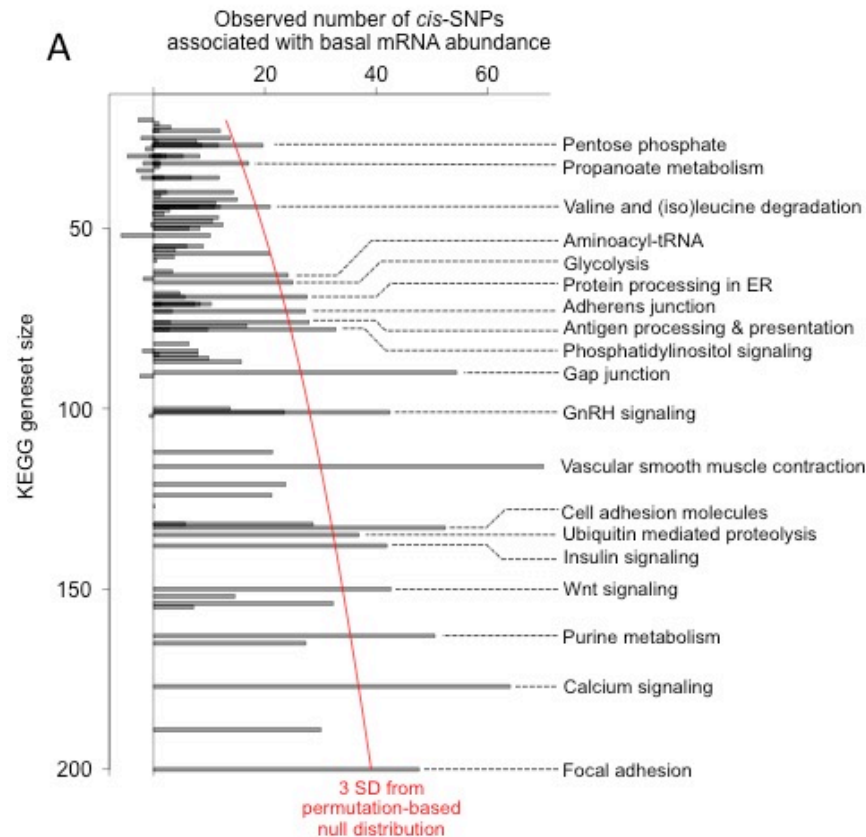 A
Observed number of cis-SNPs
associated with basal mRNA abundance
20
40
60
KEGG geneset size
50
100
150
200
Pentose phosphate
Propanoate metabolism
Valine and (iso)leucine degradation
Aminoacyl-tRNA
Glycolysis
Protein processing in ER
Adherens junction
Antigen processing & presentation
Phosphatidylinositol signaling
Gap junction
GnRH signaling
Vascular smooth muscle contraction
Cell adhesion molecules
Ubiquitin mediated proteolysis
Insulin signaling
Wnt signaling
Purine metabolism
Calcium signaling
Focal adhesion
3 SD from
permutation-based
null distribution